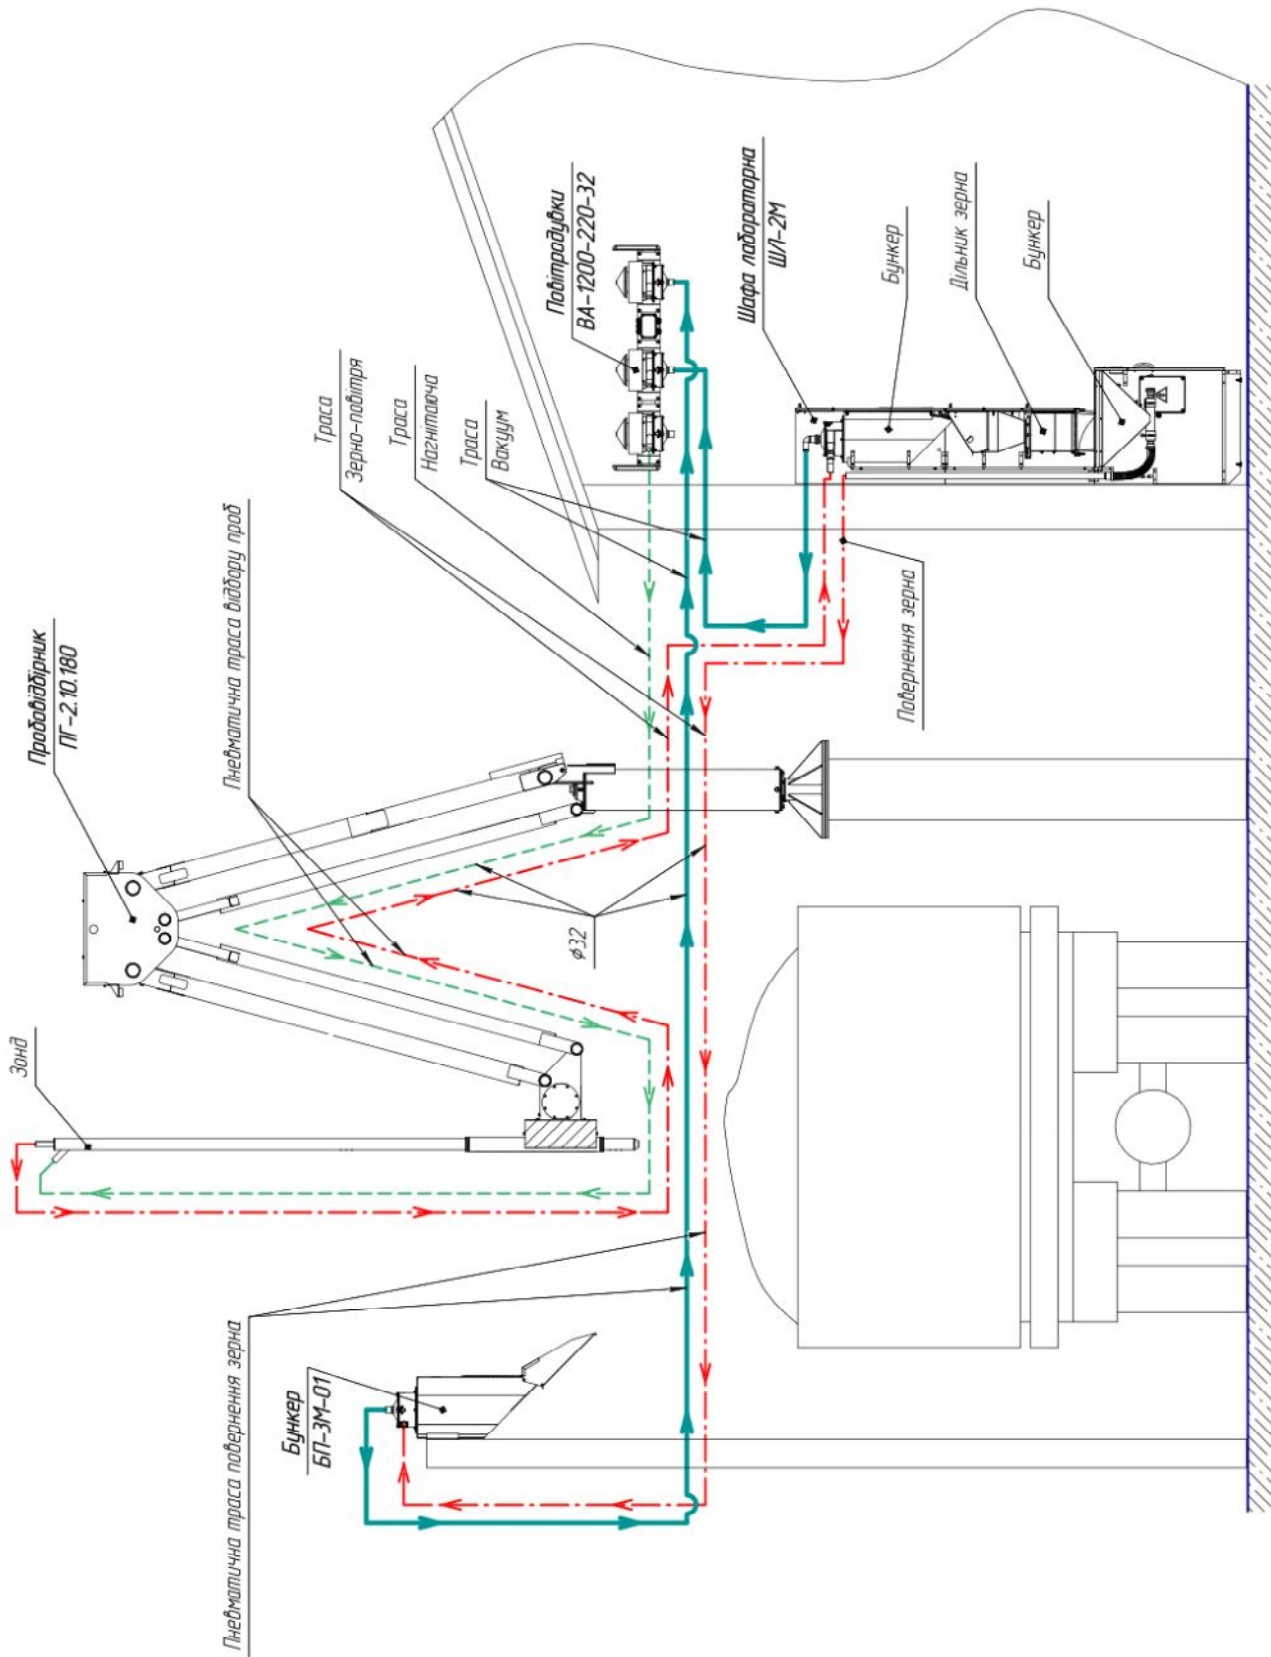 Пневматична траса повернення зерна
Бункер
БП-3М-01
Зонд
Пробовідбірник
ПГ-2.10.180
Пневматична траса відбору проб
ϕ32
Траса
Зерно-повітря
Траса
Нагнітаюча
Траса
Вакуум
Повітродувки
ВА-1200-220-32
Повернення зерна
Шафа лабораторна
ШЛ-2М
Бункер
Дільник зерна
Бункер